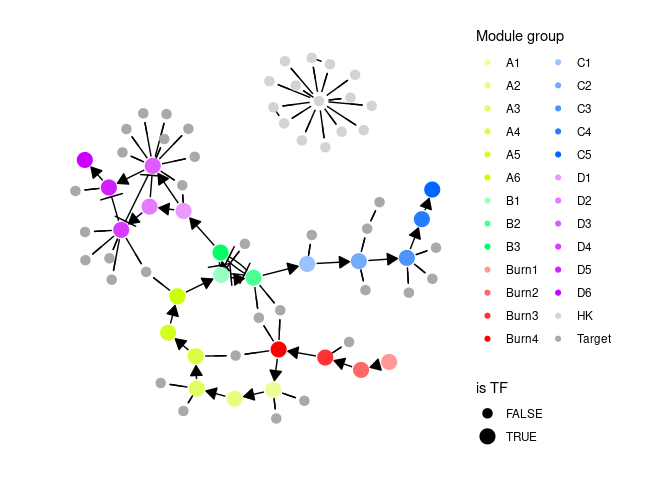 Module group
A1 C1
A2 C2
A3 C3
A4 C4
A5 C5
A6 D1
B1 D2
B2 D3
B3 D4
Burn1 D5
Burn2 D6
Burn3 HK
Burn4 Target
is TF
FALSE
TRUE